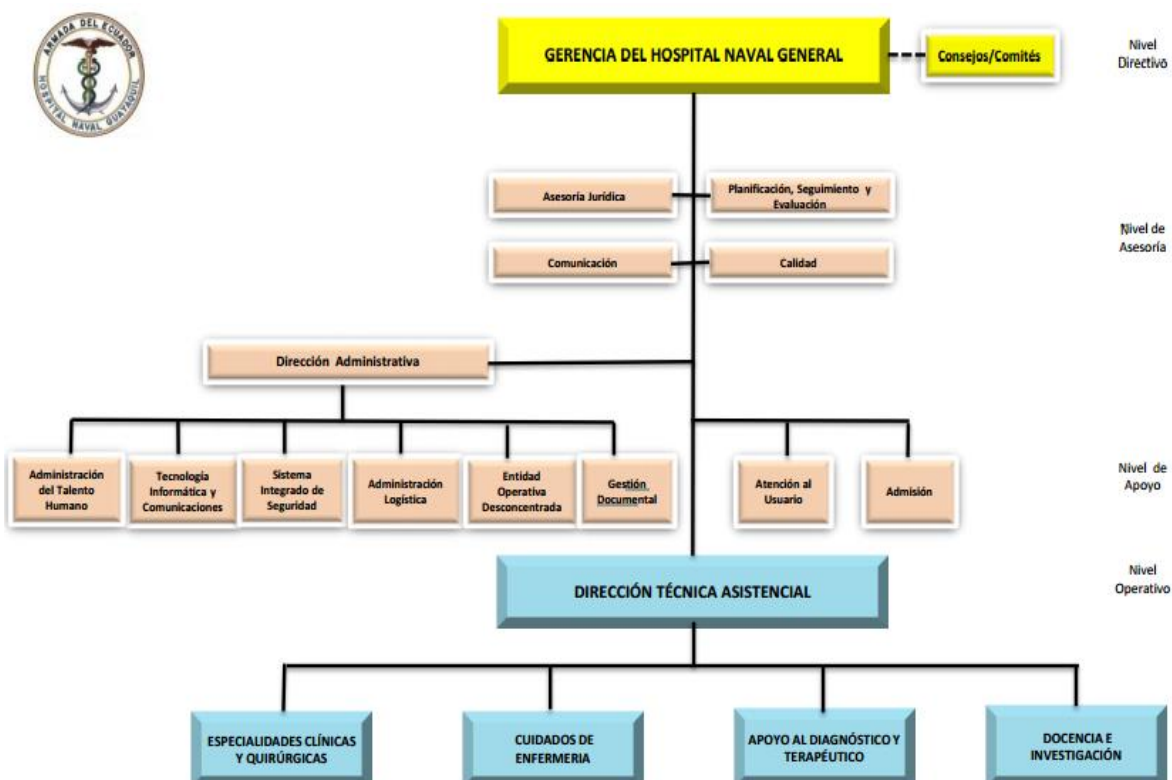 ARMADA DEL ECUADOR
HOSPITAL NAVAL GUAYAQUIL
GERENCIA DEL HOSPITAL NAVAL GENERAL
Consejos/Comités
Nivel
Directivo
Asesoría Jurídica
Planificación, Seguimiento y
Evaluación
Nivel de
Asesoría
Comunicación
Calidad
Dirección Administrativa
Administración
del Talento
Humano
Tecnología
Informática y
Comunicaciones
Sistema
Integrado de
Seguridad
Administración
Logística
Entidad
Operativa
Desconcentrada
Gestión
Documental
Atención al
Usuario
Admisión
Nivel de
Apoyo
DIRECCIÓN TÉCNICA ASISTENCIAL
Nivel
Operativo
ESPECIALIDADES CLÍNICAS
Y QUIRÚRGICAS
CUIDADOS DE
ENFERMERIA
APOYO AL DIAGNÓSTICO Y
TERAPÉUTICO
DOCENCIA E
INVESTIGACIÓN